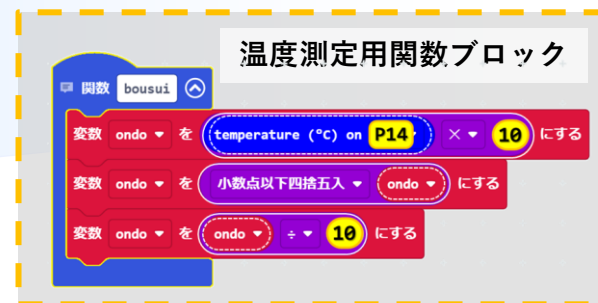 温度測定用関数ブロック
関数 bousui
変数 ondo を temperature (°C) on P14 × 10 にする
変数 ondo を 小数点以下四捨五入 ondo にする
変数 ondo を ondo ÷ 10 にする